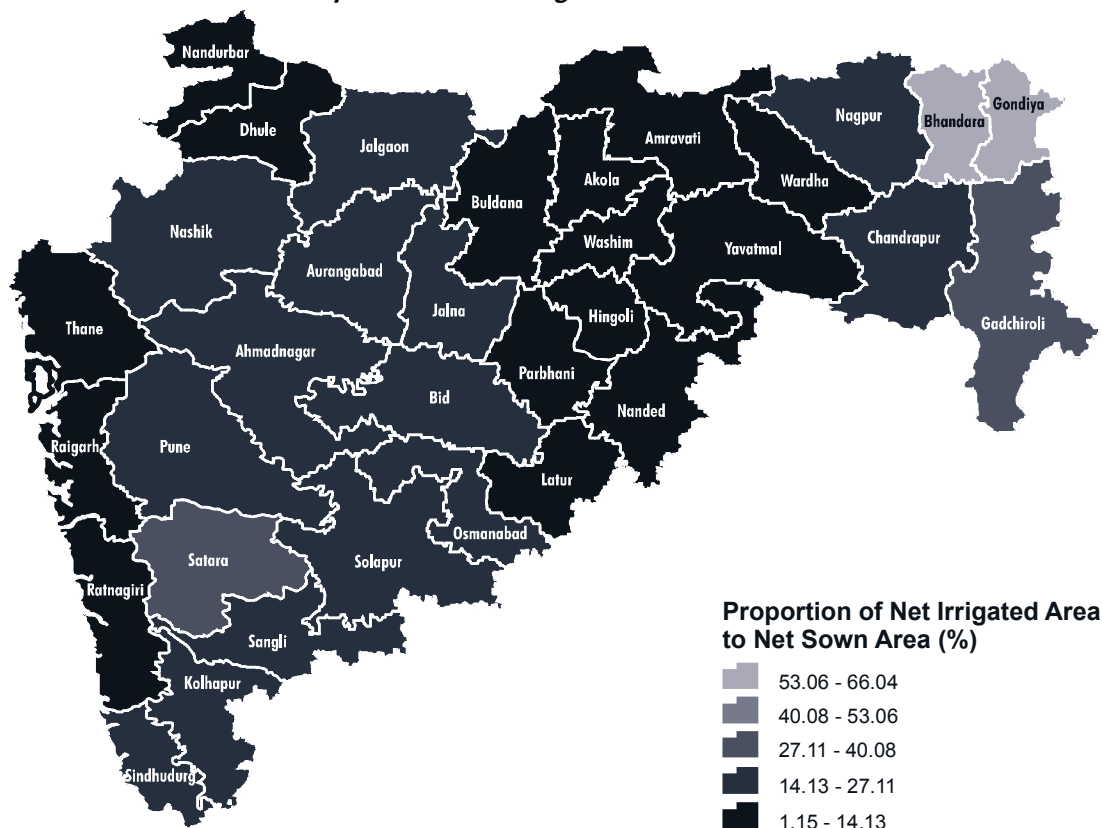 Nandurbar
Dhule
Jalgaon
Buldana
Akola
Amravati
Wardha
Nagpur
Bhandara
Gondiya
Nashik
Aurangabad
Jalna
Washim
Yavatmal
Chandrapur
Gadchiroli
Thane
Ahmadnagar
Hingoli
Parbhani
Bid
Nanded
Raigarh
Pune
Latur
Osmanabad
Satara
Solapur
Ratnagiri
Sangli
Kolhapur
Sindhudurg
Proportion of Net Irrigated Area
to Net Sown Area (%)
53.06 - 66.04
40.08 - 53.06
27.11 - 40.08
14.13 - 27.11
1.15 - 14.13